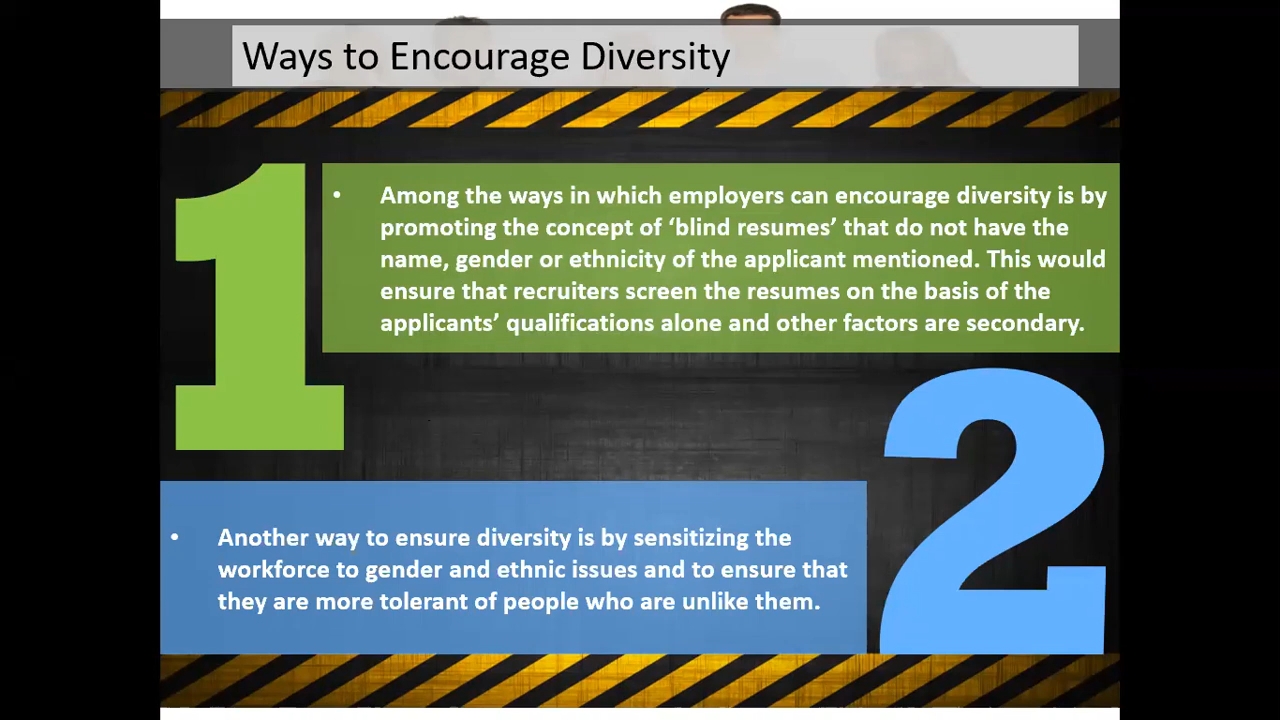 Ways to Encourage Diversity
1
• Among the ways in which employers can encourage diversity is by
promoting the concept of ‘blind resumes’ that do not have the
name, gender or ethnicity of the applicant mentioned. This would
ensure that recruiters screen the resumes on the basis of the
applicants’ qualifications alone and other factors are secondary.
2
• Another way to ensure diversity is by sensitizing the
workforce to gender and ethnic issues and to ensure that
they are more tolerant of people who are unlike them.